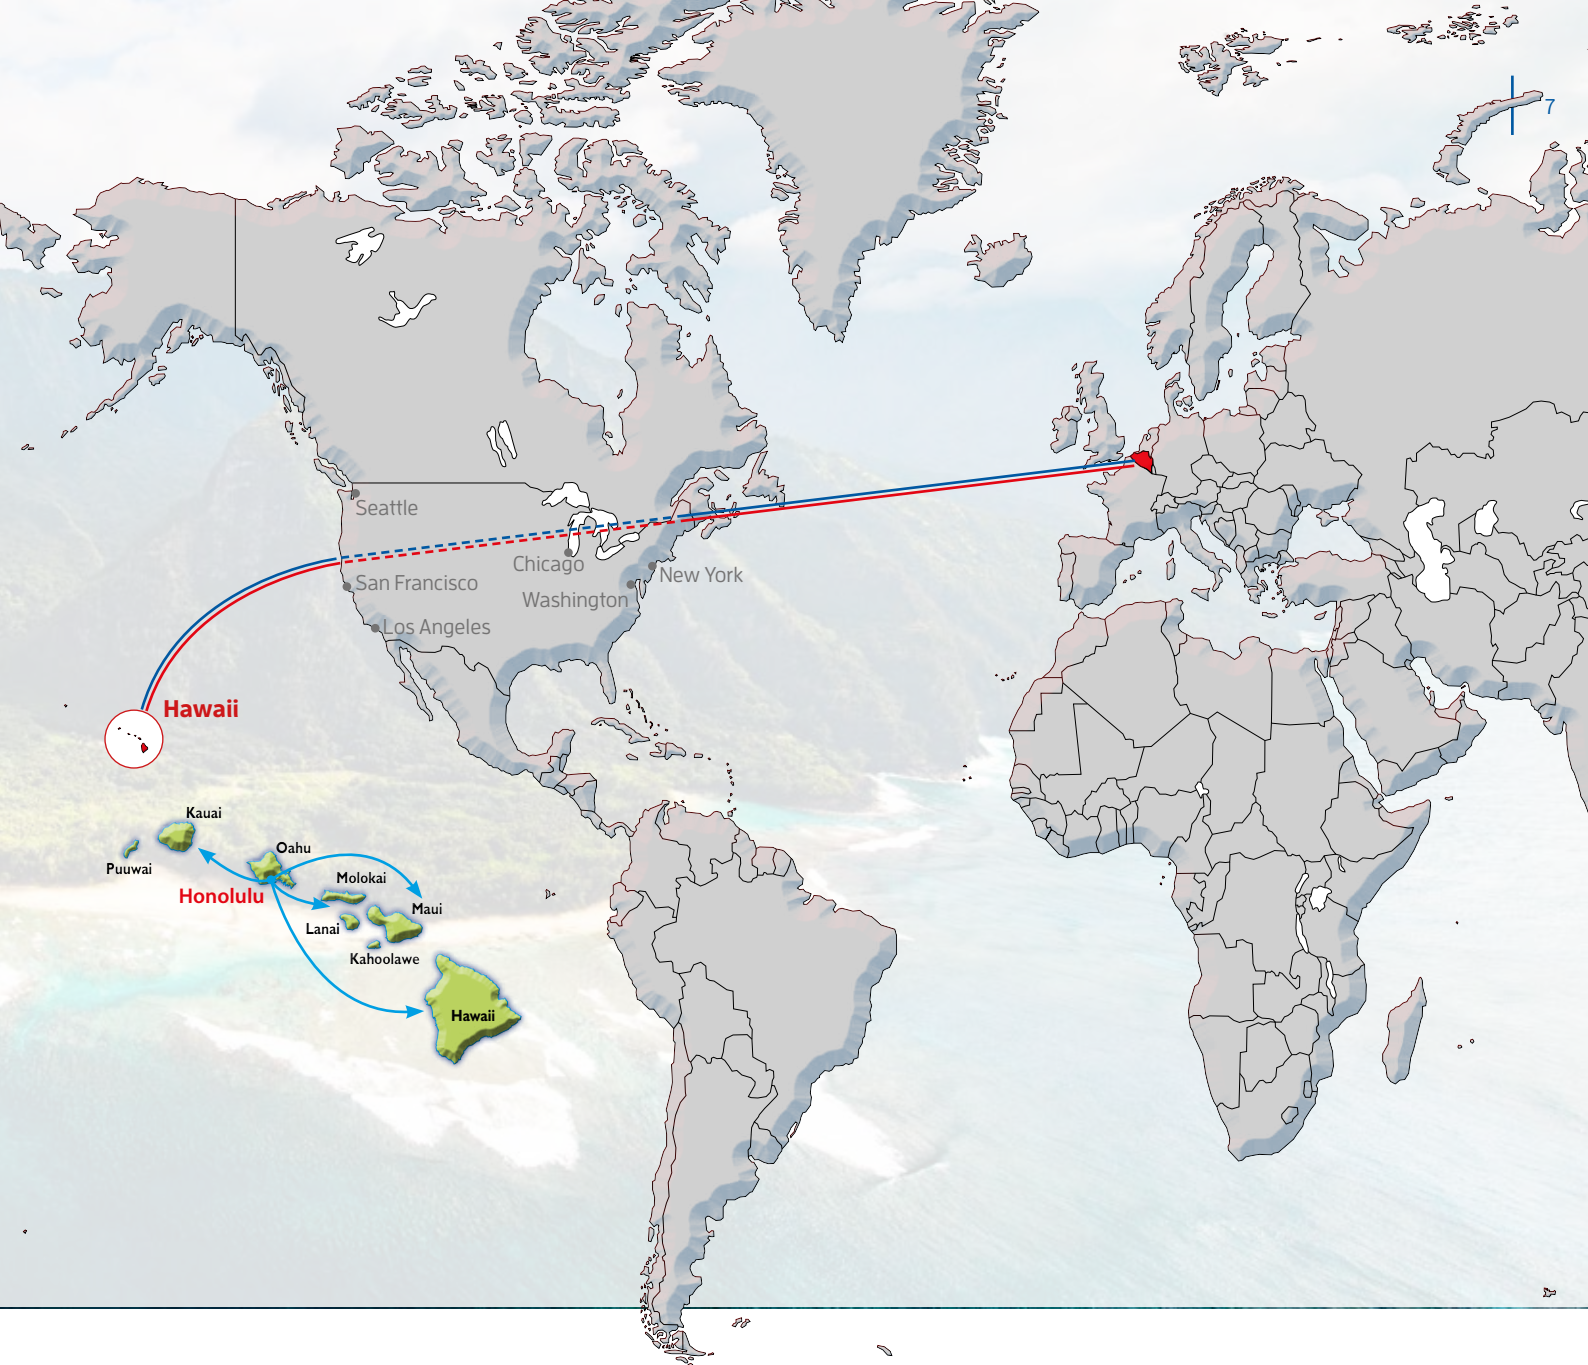 7
Seattle
Chicago
New York
San Francisco
Washington
Los Angeles
Hawaii
Kauai
Oahu
Puuwai
Molokai
Honolulu
Maui
Lanai
Kahoolawe
Hawaii